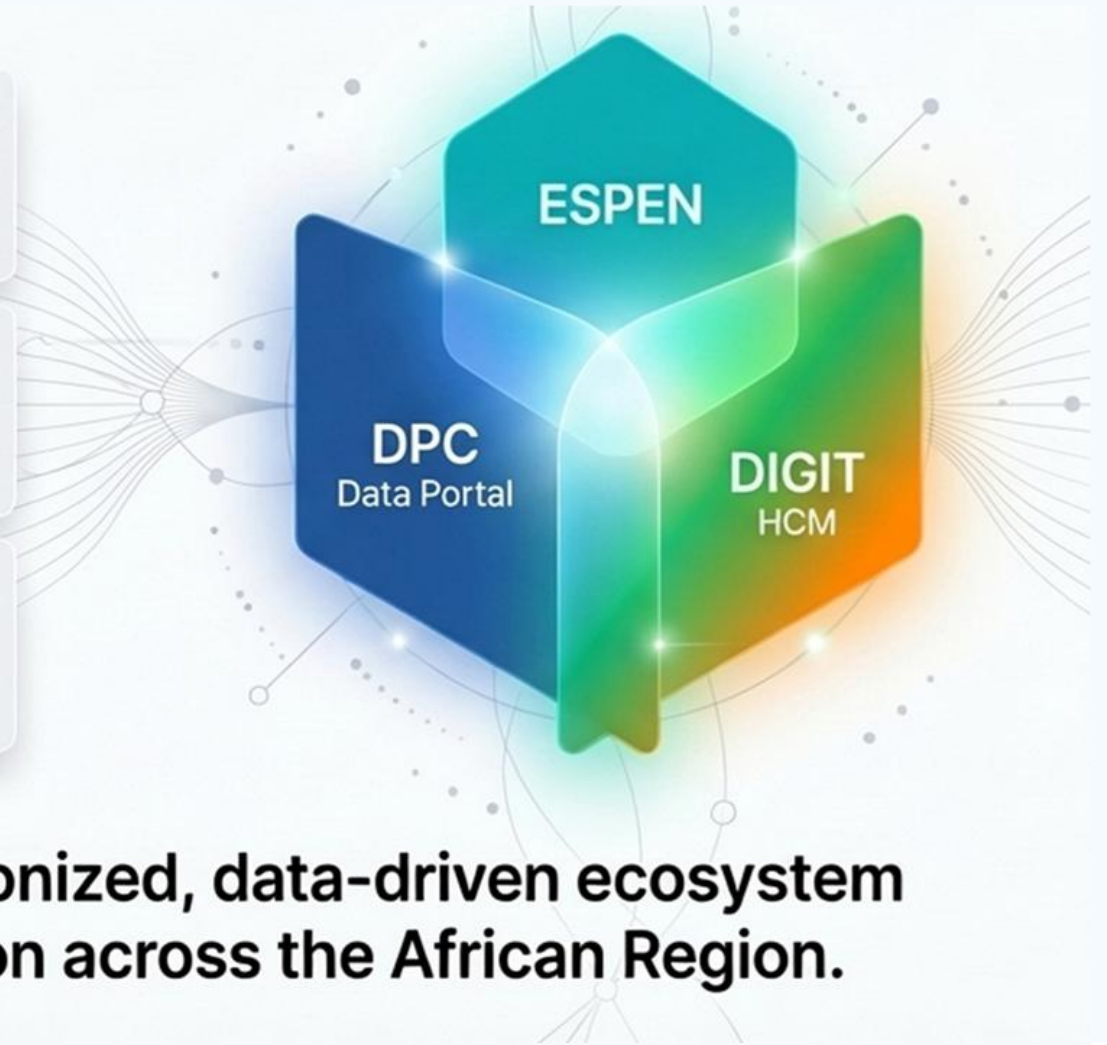 ESPEN
DPC
Data Portal
DIGIT
HCM
onized, data-driven ecosystem
on across the African Region.